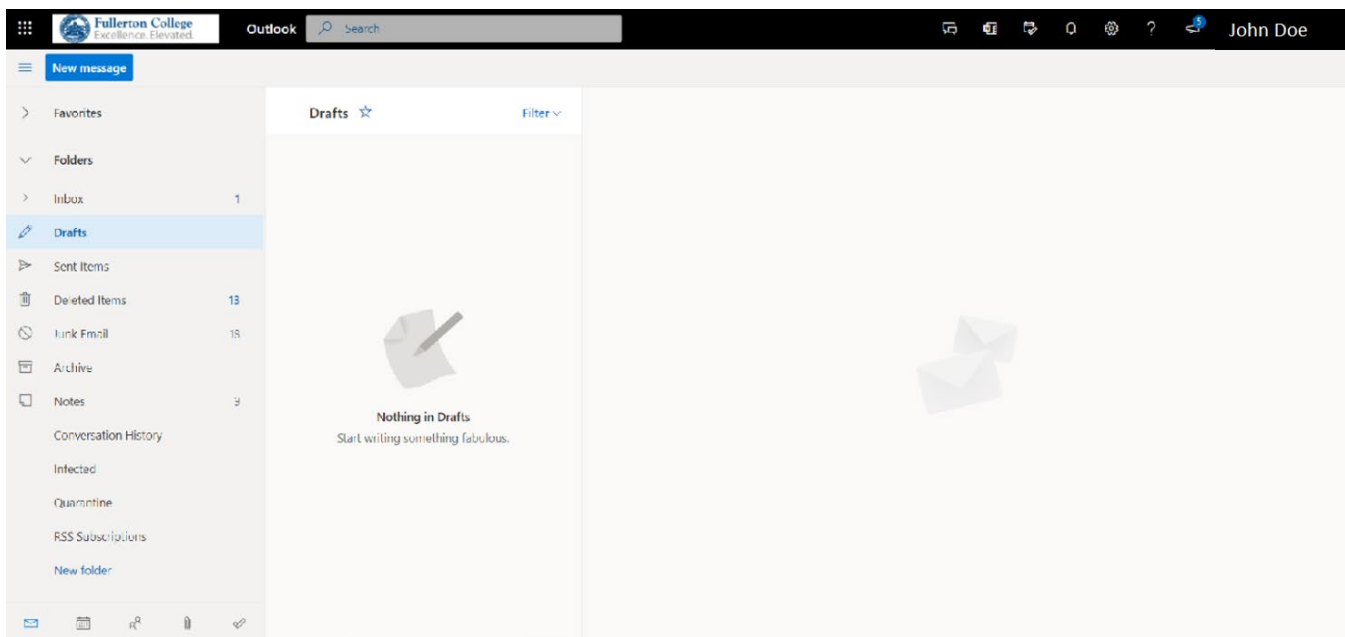 Fullerton College
Excellence. Elevated.
Outlook
Search
5
John Doe
New message
Favorites
Folders
Inbox 1
Drafts
Sent Items
Deleted Items 13
Junk Email
Archive
Notes 9
Conversation History
Infected
Quarantine
RSS Subscriptions
New folder
Drafts Filter
Nothing in Drafts
Start writing something fabulous.